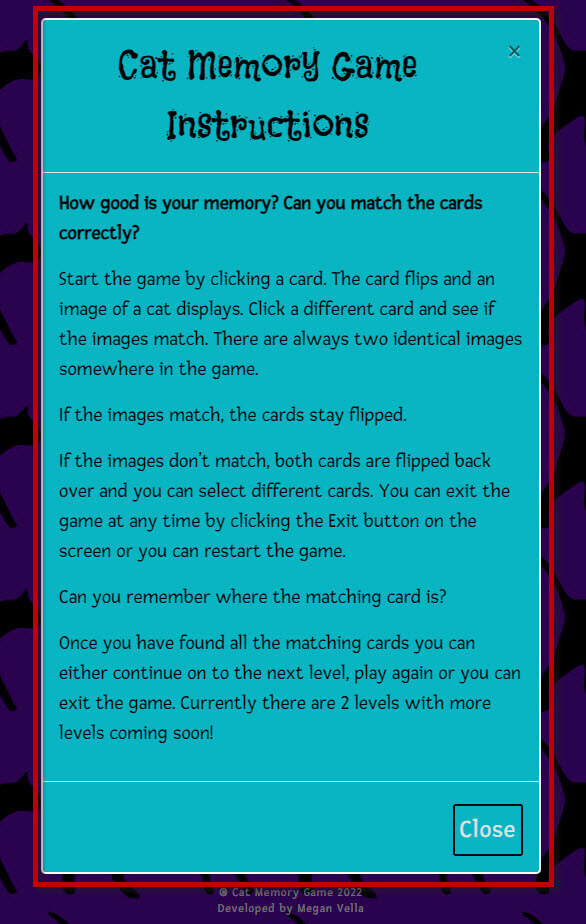 Cat Memory Game
×
Instructions
How good is your memory? Can you match the cards
correctly?
Start the game by clicking a card. The card flips and an
image of a cat displays. Click a different card and see if
the images match. There are always two identical images
somewhere in the game.
If the images match, the cards stay flipped.
If the images don't match, both cards are flipped back
over and you can select different cards. You can exit the
game at any time by clicking the Exit button on the
screen or you can restart the game.
Can you remember where the matching card is?
Once you have found all the matching cards you can
either continue on to the next level, play again or you can
exit the game. Currently there are 2 levels with more
levels coming soon!
Close
© Cat Memory Game 2022
Developed by Megan Vella